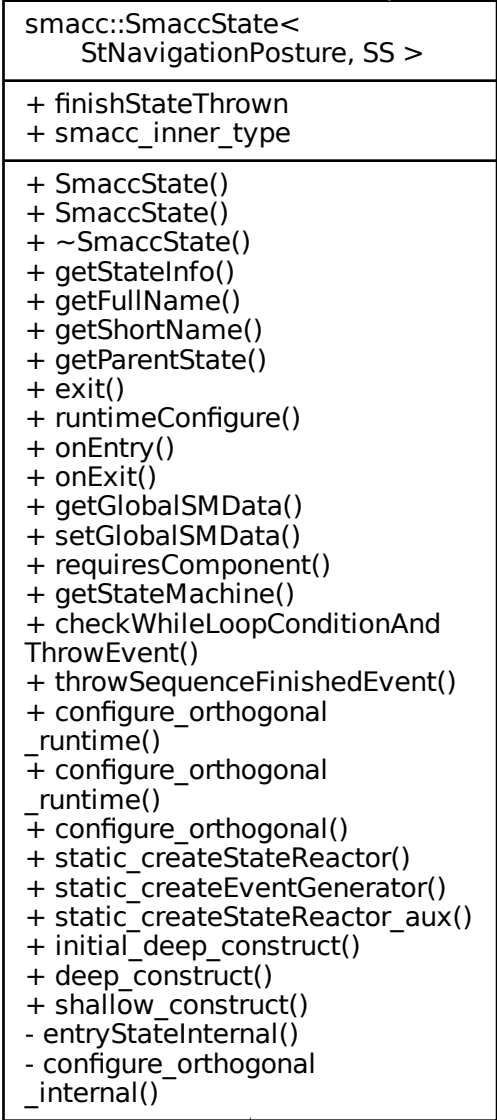 smacc::SmaccState<
StNavigationPosture, SS >
+ finishStateThrown
+ smacc_inner_type
+ SmaccState()
+ SmaccState()
+ ~SmaccState()
+ getStateInfo()
+ getFullName()
+ getShortName()
+ getParentState()
+ exit()
+ runtimeConfigure()
+ onEntry()
+ onExit()
+ getGlobalSMData()
+ setGlobalSMData()
+ requiresComponent()
+ getStateMachine()
+ checkWhileLoopConditionAnd
ThrowEvent()
+ throwSequenceFinishedEvent()
+ configure_orthogonal
_runtime()
+ configure_orthogonal
_runtime()
+ configure_orthogonal()
+ static_createStateReactor()
+ static_createEventGenerator()
+ static_createStateReactor_aux()
+ initial_deep_construct()
+ deep_construct()
+ shallow_construct()
- entryStateInternal()
- configure_orthogonal
_internal()